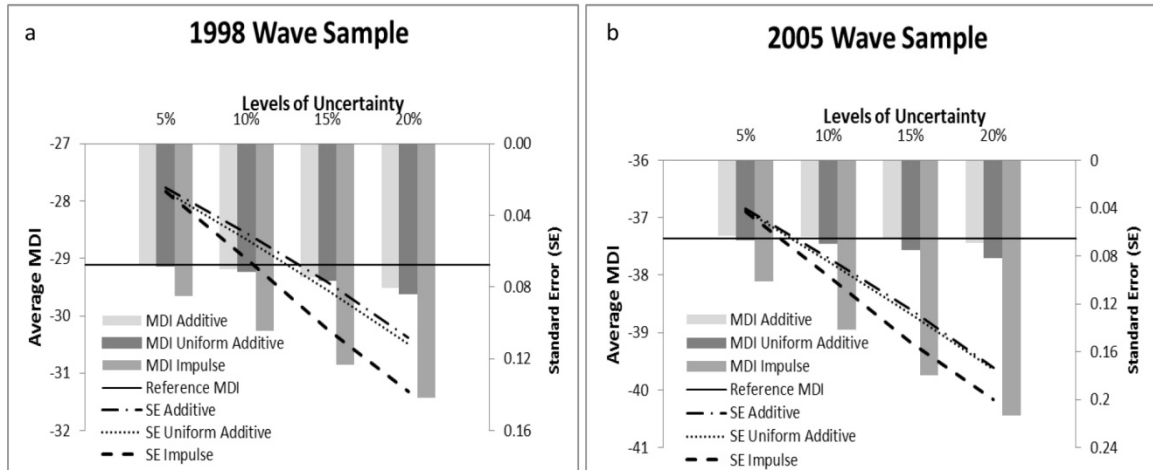 a
1998 Wave Sample
Levels of Uncertainty
5% 10% 15% 20%
-27
-28
-29
-30
-31
-32
Average MDI
0.00
0.04
0.08
0.12
0.16
Standard Error (SE)
MDI Additive
MDI Uniform Additive
MDI Impulse
Reference MDI
SE Additive
SE Uniform Additive
SE Impulse
b
2005 Wave Sample
Levels of Uncertainty
5% 10% 15% 20%
-36
-37
-38
-39
-40
-41
Average MDI
0
0.04
0.08
0.12
0.16
0.2
0.24
Standard Error (SE)
MDI Additive
MDI Uniform Additive
MDI Impulse
Reference MDI
SE Additive
SE Uniform Additive
SE Impulse